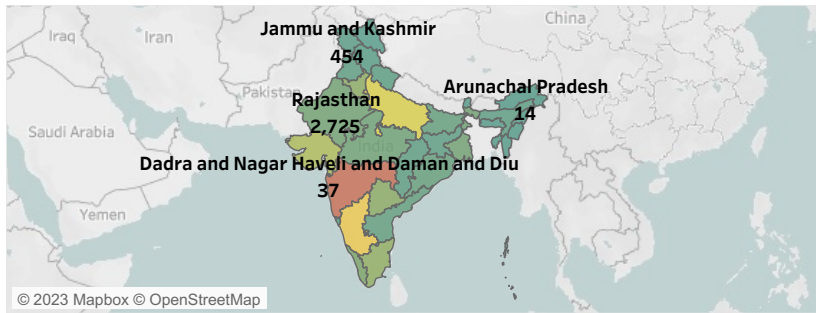 China
Jammu and Kashmir
454
Iraq
Iran
Pakistan
Arunachal Pradesh
14
Rajasthan
2,725
Saudi Arabia
India
Dadra and Nagar Haveli and Daman and Diu
37
Yemen
© 2023 Mapbox © OpenStreetMap